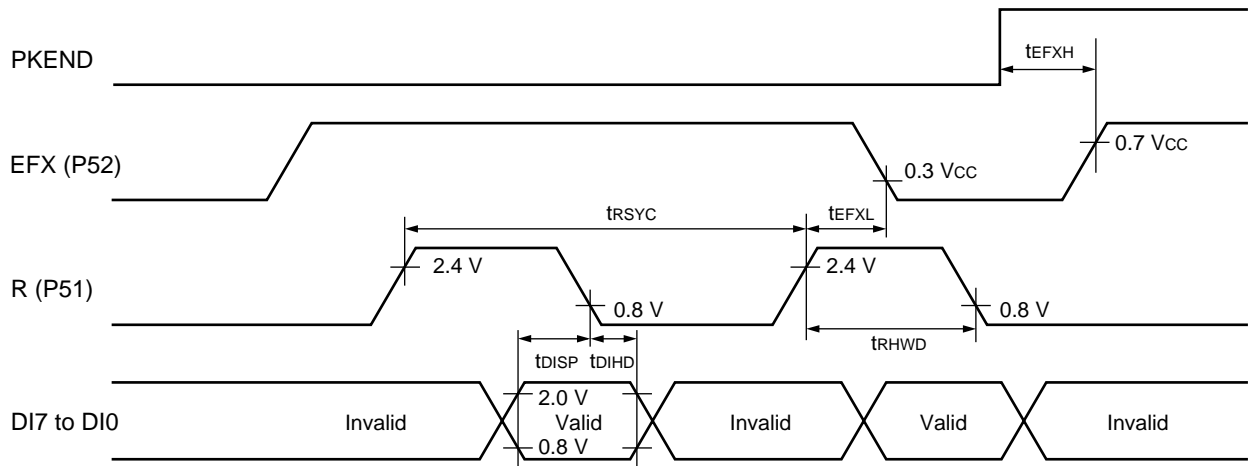 PKEND
tEFXH
EFX (P52)
0.7 VCC
0.3 VCC
tRSYC
tEFXL
R (P51)
2.4 V
2.4 V
0.8 V
0.8 V
tDISP
tDIHD
tRHWD
DI7 to DI0
Invalid
2.0 V
Valid
0.8 V
Invalid
Valid
Invalid